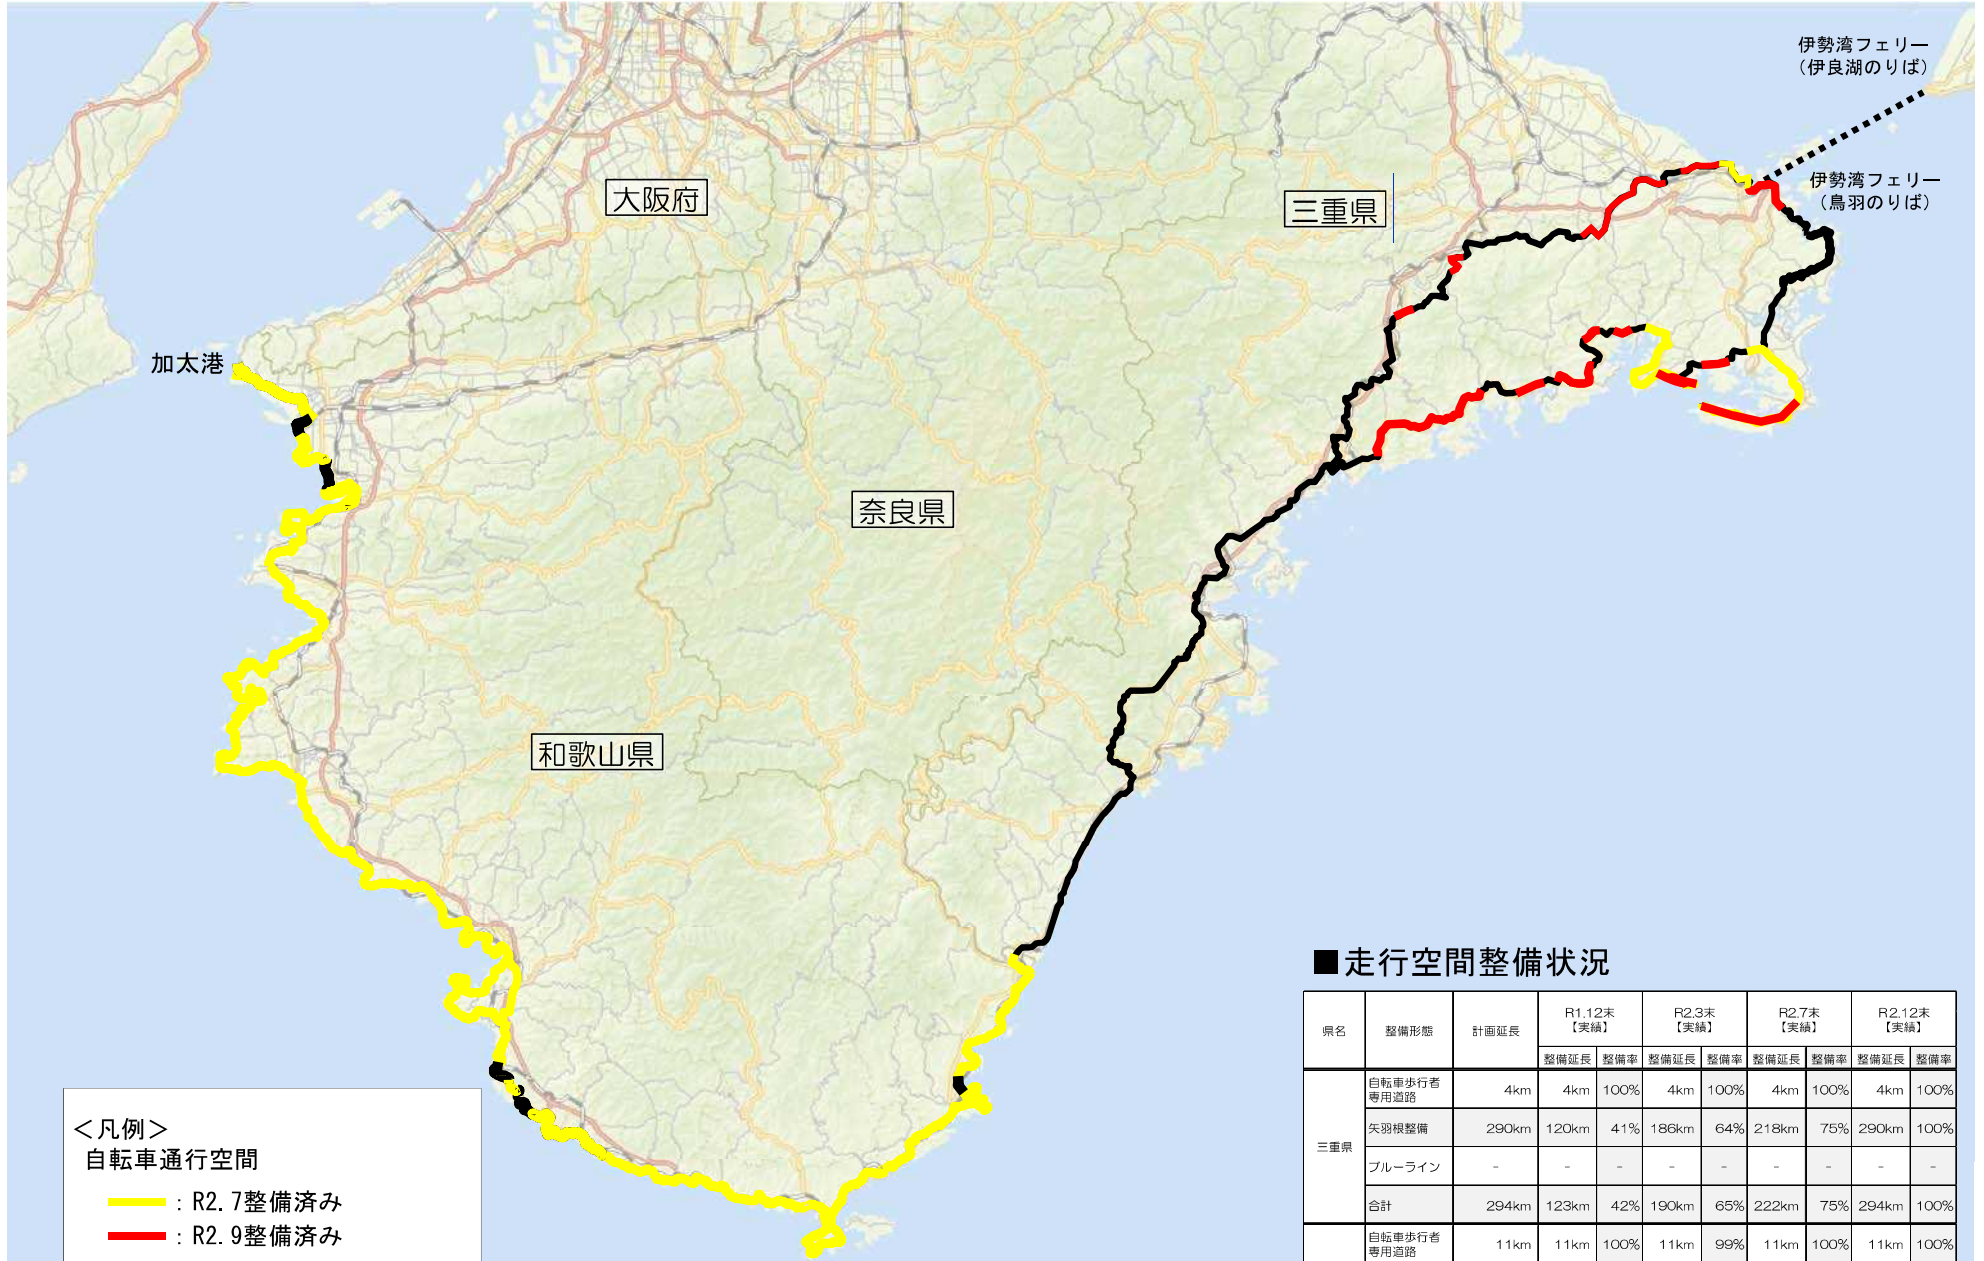 伊勢湾フェリー
(伊良湖のりば)
伊勢湾フェリー
(鳥羽のりば)
大阪府
三重県
加太港
奈良県
和歌山県
■走行空間整備状況
県名 整備形態 計画延長 R1.12末【実績】 R2.3末【実績】 R2.7末【実績】 R2.12末【実績】
整備延長 整備率 整備延長 整備率 整備延長 整備率 整備延長 整備率
三重県 自転車歩行者専用道路 4km 4km 100% 4km 100% 4km 100% 4km 100%
矢羽根整備 290km 120km 41% 186km 64% 218km 75% 290km 100%
ブルーライン - - - - - - - - -
合計 294km 123km 42% 190km 65% 222km 75% 294km 100%
自転車歩行者専用道路 11km 11km 100% 11km 99% 11km 100% 11km 100%
<凡例>
自転車通行空間
:R2.7整備済み
:R2.9整備済み